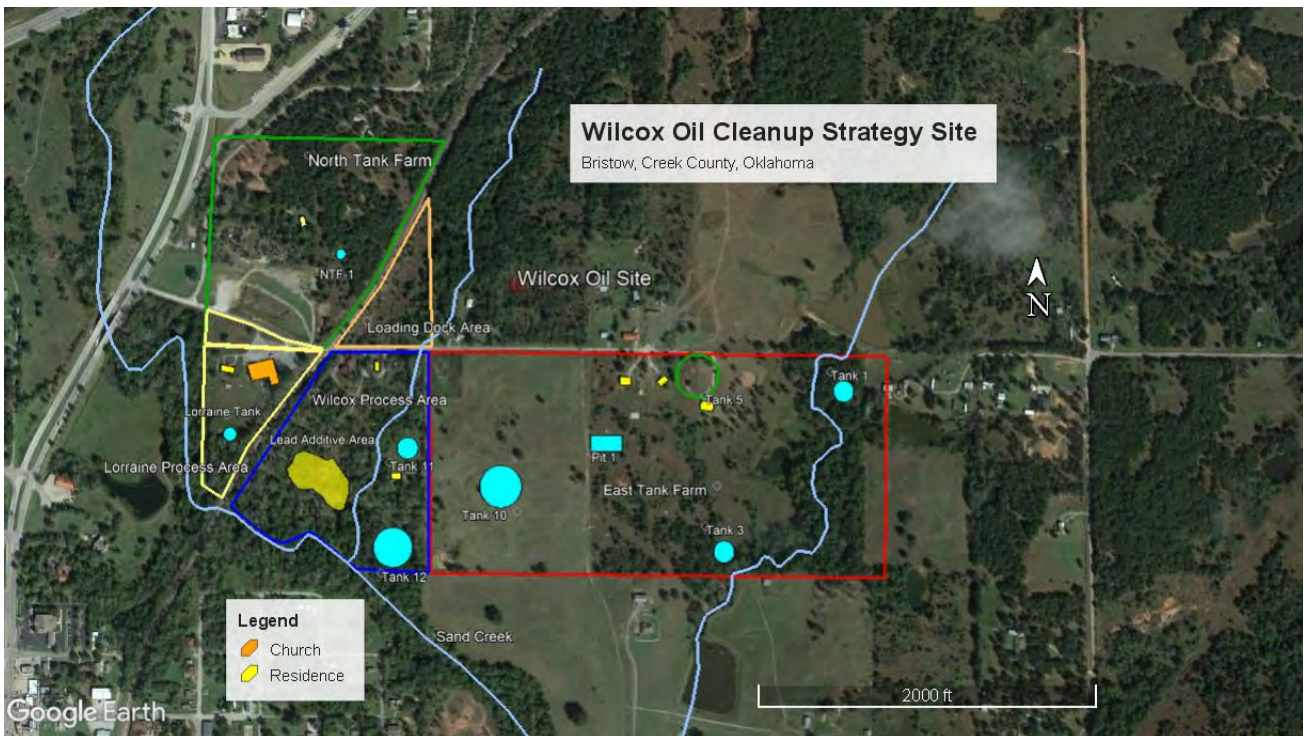 Wilcox Oil Cleanup Strategy Site
Bristow, Creek County, Oklahoma
North Tank Farm
NTF-1
Wilcox Oil Site
N
Loading Dock Area
Tank 1
Wilcox Process Area
Tank 5
Lorraine Tank
Lead Additive Area
Pit 1
Tank 11
Lorraine Process Area
East Tank Farm
Tank 10
Tank 3
Tank 12
Legend
Church
Residence
Sand Creek
2000 ft
Google Earth